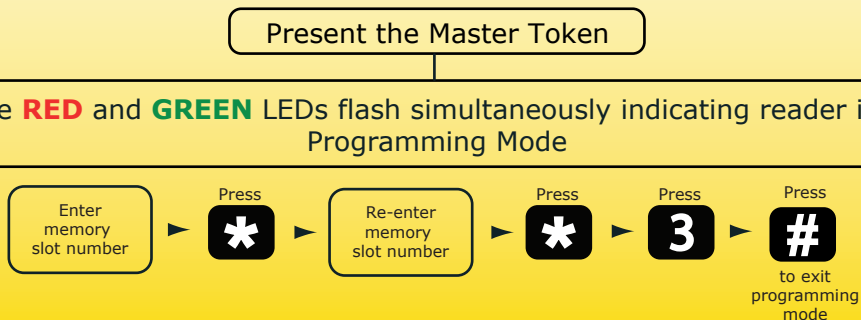 Present the Master Token
e RED and GREEN LEDs flash simultaneously indicating reader i
Programming Mode
Enter
memory
slot number
Press
*
Re-enter
memory
slot number
Press
*
Press
3
Press
#
to exit
programming
mode